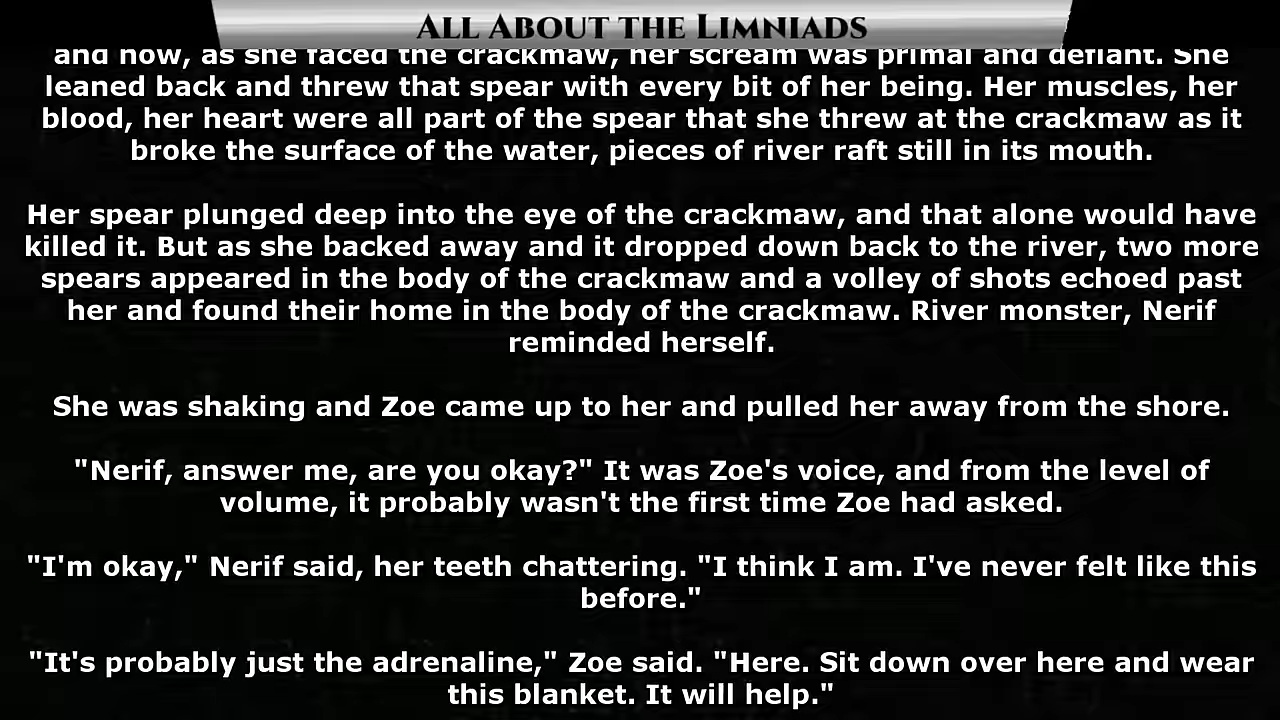 All About the Limniads
and now, as she faced the crackmaw, her scream was primal and defiant. She
leaned back and threw that spear with every bit of her being. Her muscles, her
blood, her heart were all part of the spear that she threw at the crackmaw as it
broke the surface of the water, pieces of river raft still in its mouth.
Her spear plunged deep into the eye of the crackmaw, and that alone would have
killed it. But as she backed away and it dropped down back to the river, two more
spears appeared in the body of the crackmaw and a volley of shots echoed past
her and found their home in the body of the crackmaw. River monster, Nerif
reminded herself.
She was shaking and Zoe came up to her and pulled her away from the shore.
"Nerif, answer me, are you okay?" It was Zoe's voice, and from the level of
volume, it probably wasn't the first time Zoe had asked.
"I'm okay," Nerif said, her teeth chattering. "I think I am. I've never felt like this
before."
"It's probably just the adrenaline," Zoe said. "Here. Sit down over here and wear
this blanket. It will help."